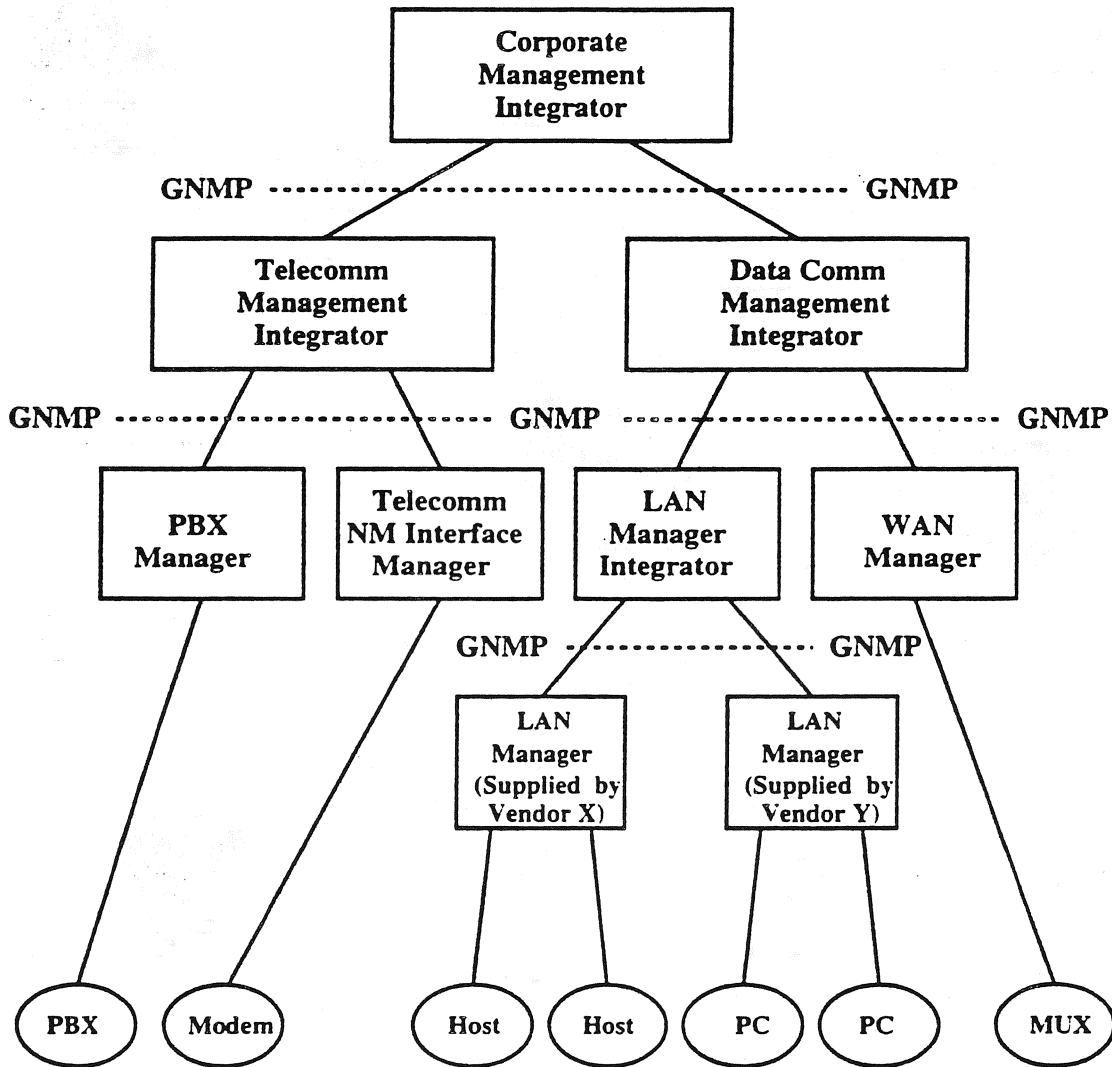 Corporate
Management
Integrator
GNMP
GNMP
Telecomm
Management
Integrator
Data Comm
Management
Integrator
GNMP
GNMP
GNMP
PBX
Manager
Telecomm
NM Interface
Manager
LAN
Manager
Integrator
WAN
Manager
GNMP
GNMP
LAN
Manager
(Supplied by
Vendor X)
LAN
Manager
(Supplied by
Vendor Y)
PBX
Modem
Host
Host
PC
PC
MUX